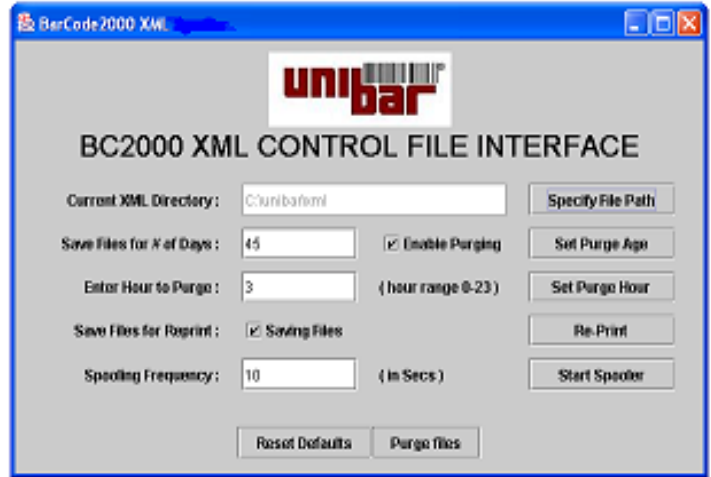 BarCode2000 XML
unibar
BC2000 XML CONTROL FILE INTERFACE
Current XML Directory : C:\unibar\xml Specify File Path
Save Files for # of Days : 45 Enable Purging Set Purge Age
Enter Hour to Purge : 3 ( hour range 0-23 ) Set Purge Hour
Save Files for Reprint : Saving Files Re-Print
Spooling Frequency : 10 ( in Secs ) Start Spooler
Reset Defaults Purge files